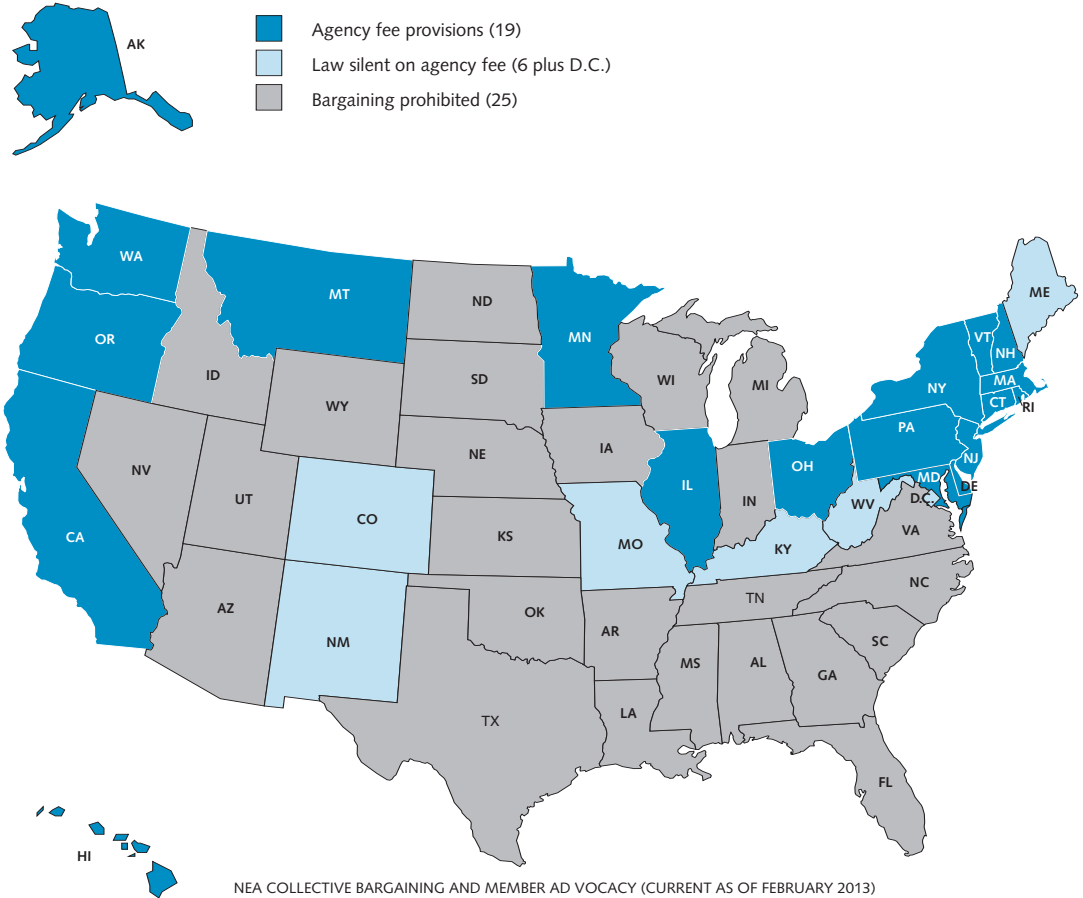 AK
Agency fee provisions (19)
Law silent on agency fee (6 plus D.C.)
Bargaining prohibited (25)
WA
MT
ND
MN
ME
OR
ID
SD
WI
MI
VT
NH
NY
MA
CT
RI
WY
IA
NE
PA
NJ
NV
UT
CO
IL
IN
OH
MD
DE
D.C.
WV
VA
CA
KS
MO
KY
AZ
NM
OK
AR
TN
NC
SC
MS
AL
GA
TX
LA
FL
HI
NEA COLLECTIVE BARGAINING AND MEMBER AD VOCACY (CURRENT AS OF FEBRUARY 2013)